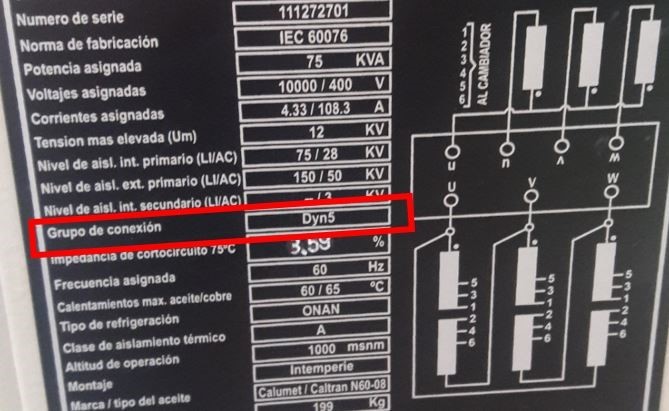 Numero de serie 111272701
Norma de fabricación IEC 60076
Potencia asignada 75 KVA
Voltajes asignadas 10000 / 400 V
Corrientes asignadas 4.33 / 108.3 A
Tension mas elevada (Um) 12 KV
Nivel de aisl. int. primario (LI/AC) 75 / 28 KV
Nivel de aisl. ext. primario (LI/AC) 150 / 50 KV
Nivel de aisl. int. secundario (LI/AC) -- / 3 KV
Grupo de conexión Dyn5
Impedancia de cortocircuito 75ºC 3,59 %
Frecuencia asignada 60 Hz
Calentamientos max. aceite/cobre 60 / 65 ºC
Tipo de refrigeración ONAN
Clase de aislamiento térmico A
Altitud de operación 1000 msnm
Montaje Intemperie
Marca / tipo del aceite Calumet / Caltran N60-08
199 Kg
1
2
3
4
5
6
AL CAMBIADOR
n u v w
U V W
5 5 5
3 3 3
1 1 1
2 2 2
4 4 4
6 6 6